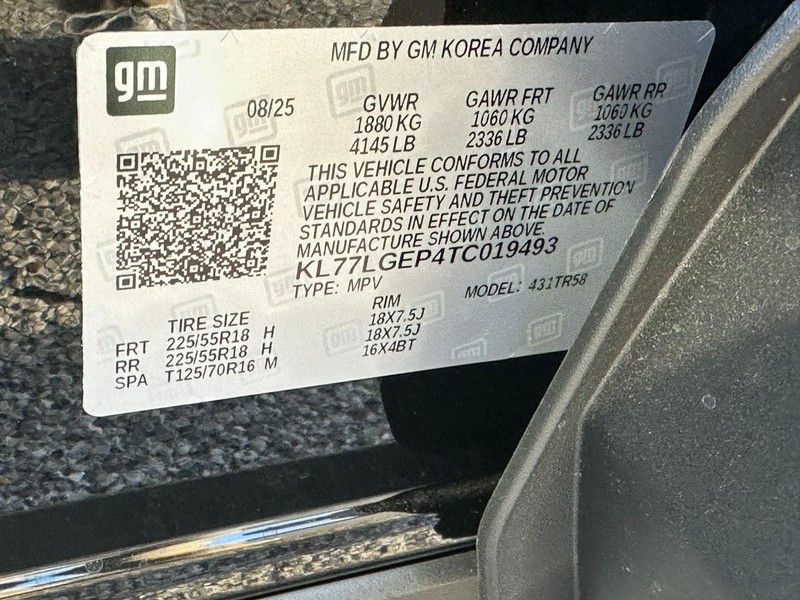 gm
MFD BY GM KOREA COMPANY
08/25 GVWR GAWR FRT GAWR RR
1880 KG 1060 KG 1060 KG
4145 LB 2336 LB 2336 LB
THIS VEHICLE CONFORMS TO ALL
APPLICABLE U.S. FEDERAL MOTOR
VEHICLE SAFETY AND THEFT PREVENTION
STANDARDS IN EFFECT ON THE DATE OF
MANUFACTURE SHOWN ABOVE.
KL77LGEP4TC019493
TYPE: MPV MODEL: 431TR58
TIRE SIZE RIM
FRT 225/55R18 H 18X7.5J
RR 225/55R18 H 18X7.5J
SPA T125/70R16 M 16X4BT